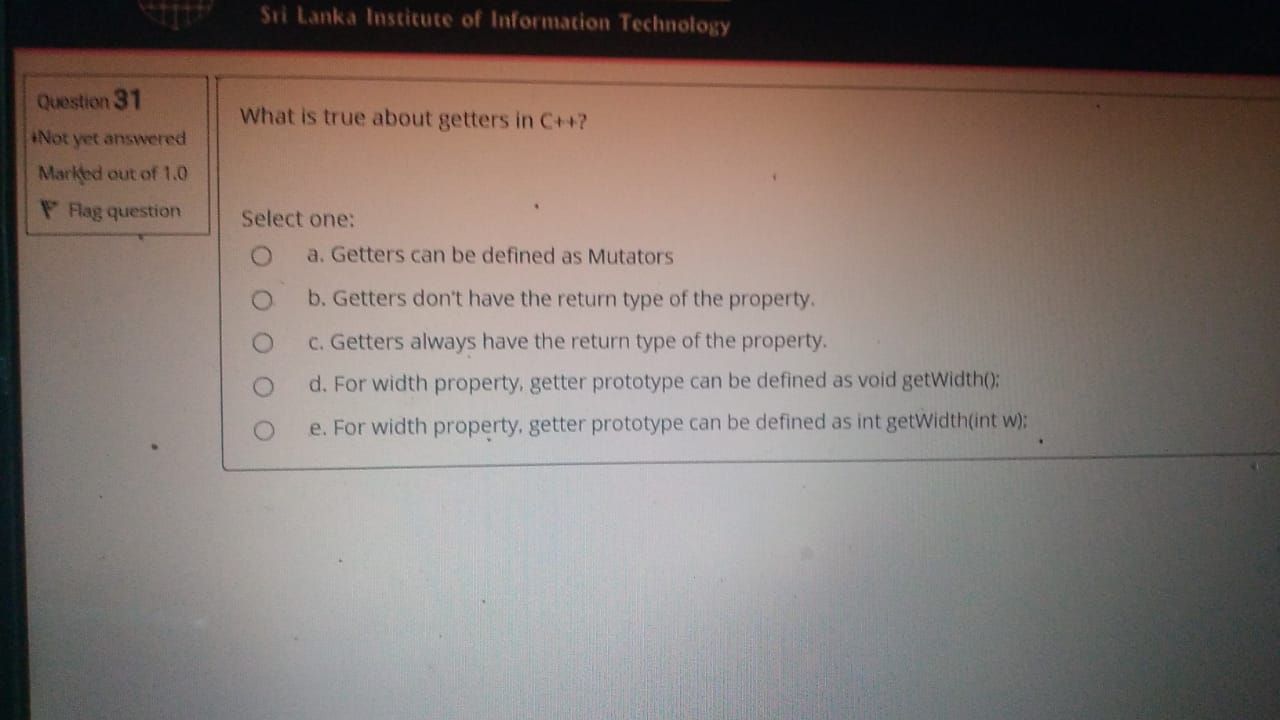 Sri Lanka Institute of Information Technology
Question 31
Not yet answered
Marked out of 1.0
Flag question
What is true about getters in C++?
Select one:
a. Getters can be defined as Mutators
b. Getters don't have the return type of the property.
c. Getters always have the return type of the property.
d. For width property, getter prototype can be defined as void getWidth();
e. For width property, getter prototype can be defined as int getWidth(int w);